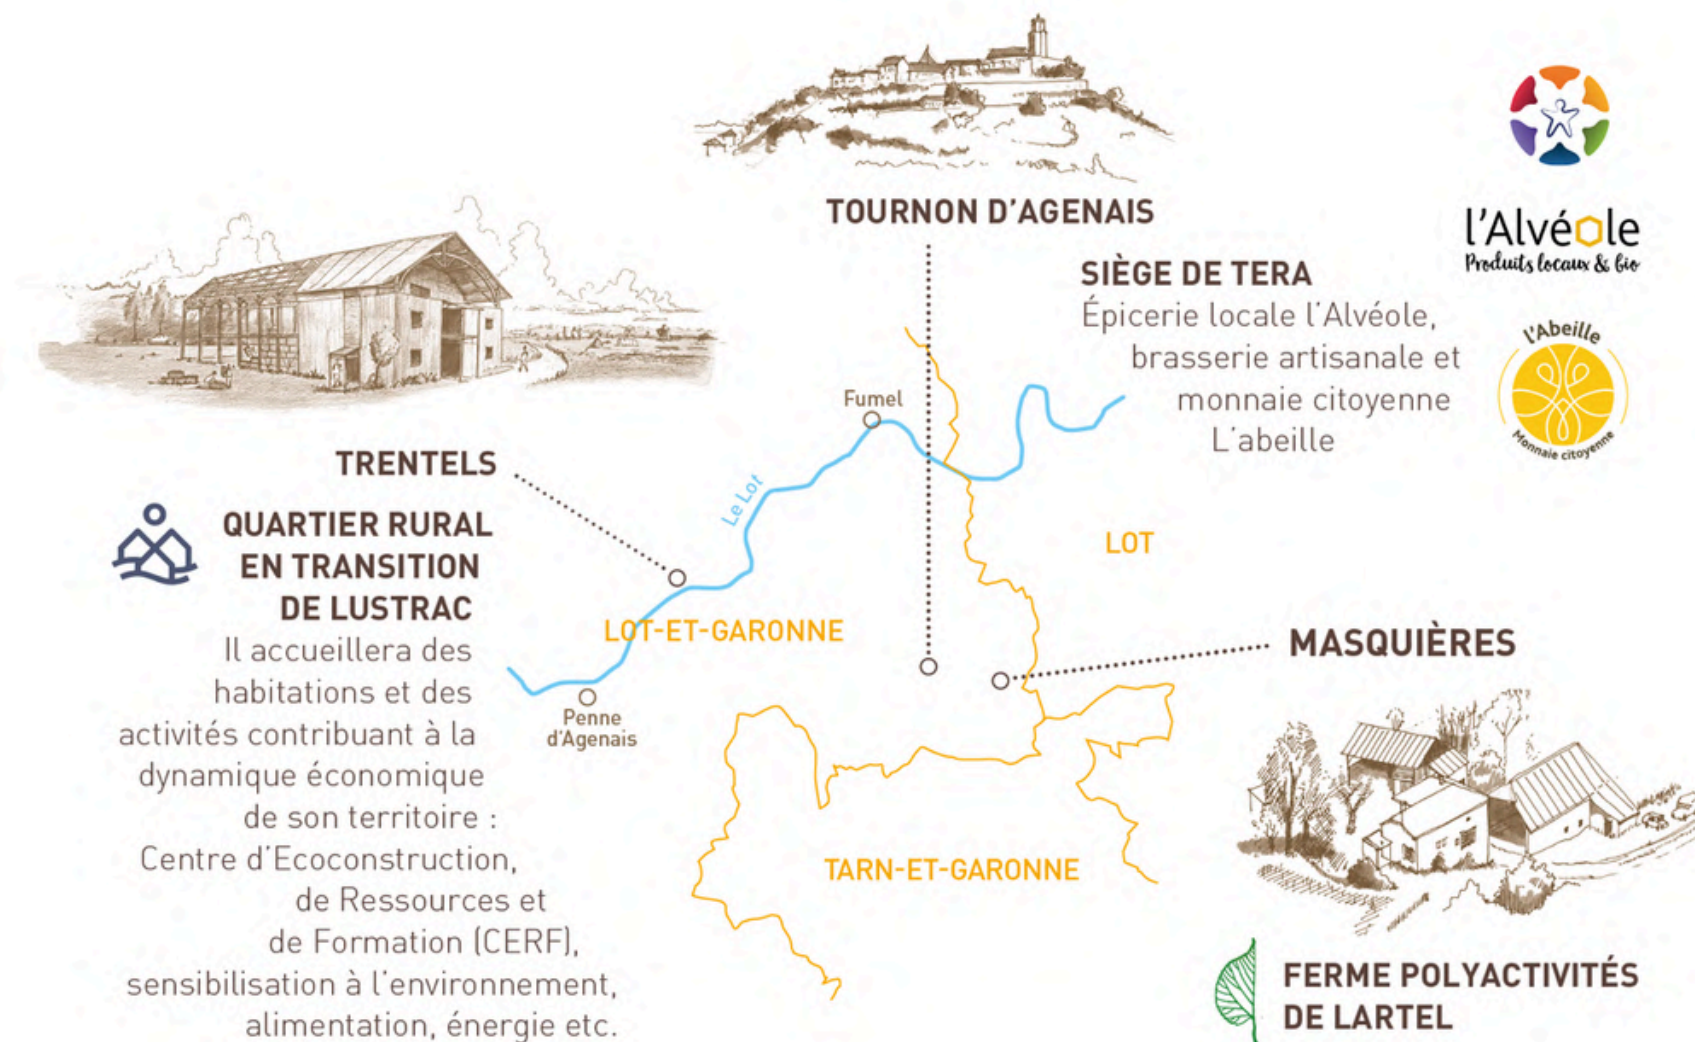 TOURNON D'AGENAIS
l'Alvéole
Produits locaux & bio
SIÈGE DE TERA
Épicerie locale l'Alvéole,
brasserie artisanale et
monnaie citoyenne
L'abeille
l'Abeille
Monnaie citoyenne
Fumel
Le Lot
TRENTELS
QUARTIER RURAL
EN TRANSITION
DE LUSTRAC
Il accueillera des
habitations et des
activités contribuant à la
dynamique économique
de son territoire :
Centre d'Ecoconstruction,
de Ressources et
de Formation (CERF),
sensibilisation à l'environnement,
alimentation, énergie etc.
LOT
LOT-ET-GARONNE
Penne
d'Agenais
TARN-ET-GARONNE
MASQUIÈRES
FERME POLYACTIVITÉS
DE LARTEL